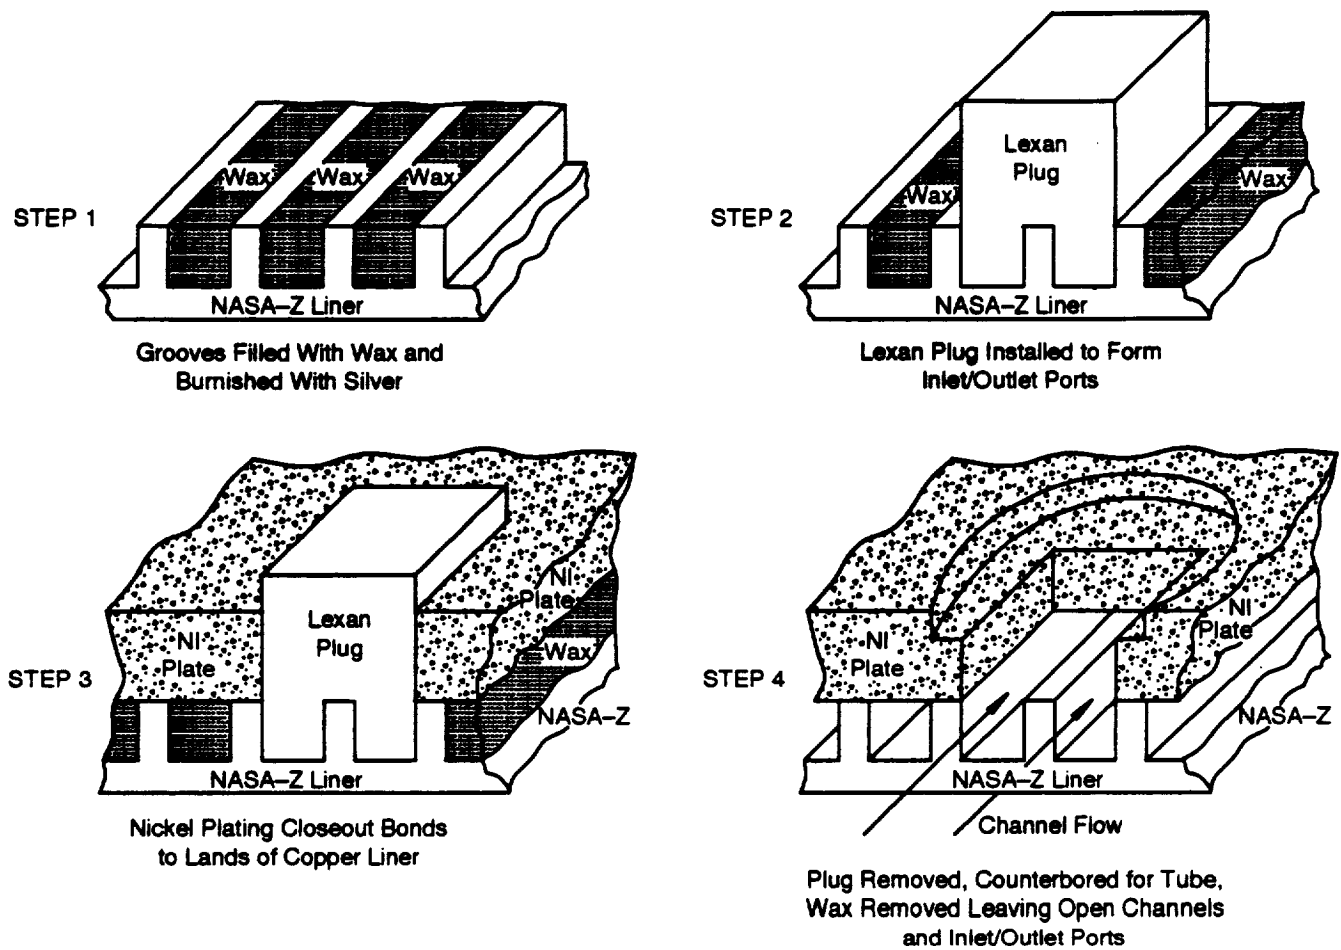 Wax
Wax
Wax
STEP 1
NASA–Z Liner
Grooves Filled With Wax and
Burnished With Silver
Lexan
Plug
Wax
Wax
STEP 2
NASA–Z Liner
Lexan Plug Installed to Form
Inlet/Outlet Ports
NI
Plate
Lexan
Plug
NI
Plate
Wax
STEP 3
NASA–Z
NASA–Z Liner
Nickel Plating Closeout Bonds
to Lands of Copper Liner
NI
Plate
NI
Plate
STEP 4
NASA–Z
NASA–Z Liner
Channel Flow
Plug Removed, Counterbored for Tube,
Wax Removed Leaving Open Channels
and Inlet/Outlet Ports